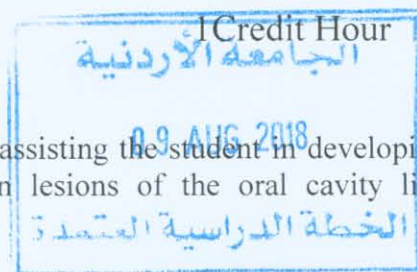 1Credit Hour
الجامعة الأردنية
09 AUG 2018
assisting the student in developi
n lesions of the oral cavity li
الخطة الدراسية المعتمدة